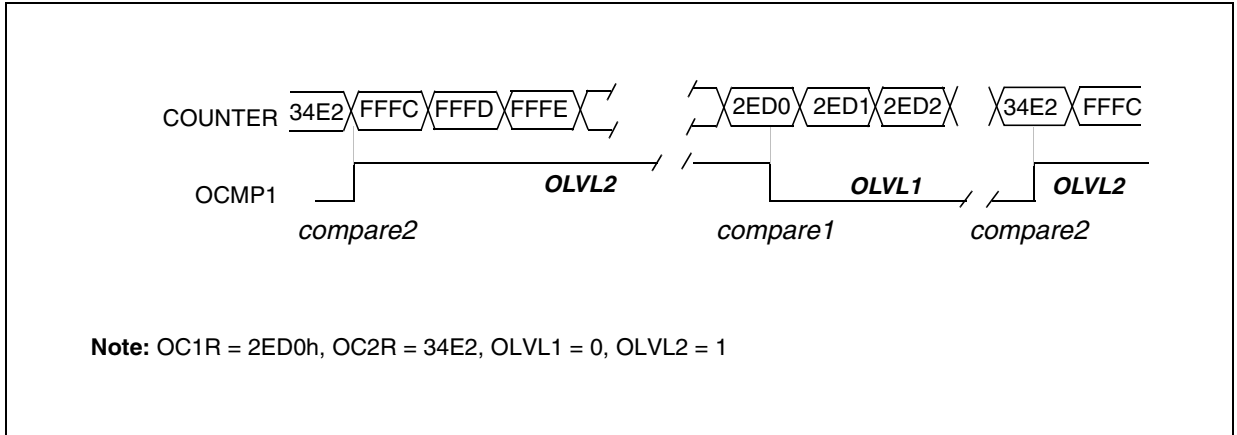 COUNTER 34E2 FFFC FFFD FFFE 2ED0 2ED1 2ED2 34E2 FFFC
OCMP1 OLVL2 OLVL1 OLVL2
compare2 compare1 compare2
Note: OC1R = 2ED0h, OC2R = 34E2, OLVL1 = 0, OLVL2 = 1